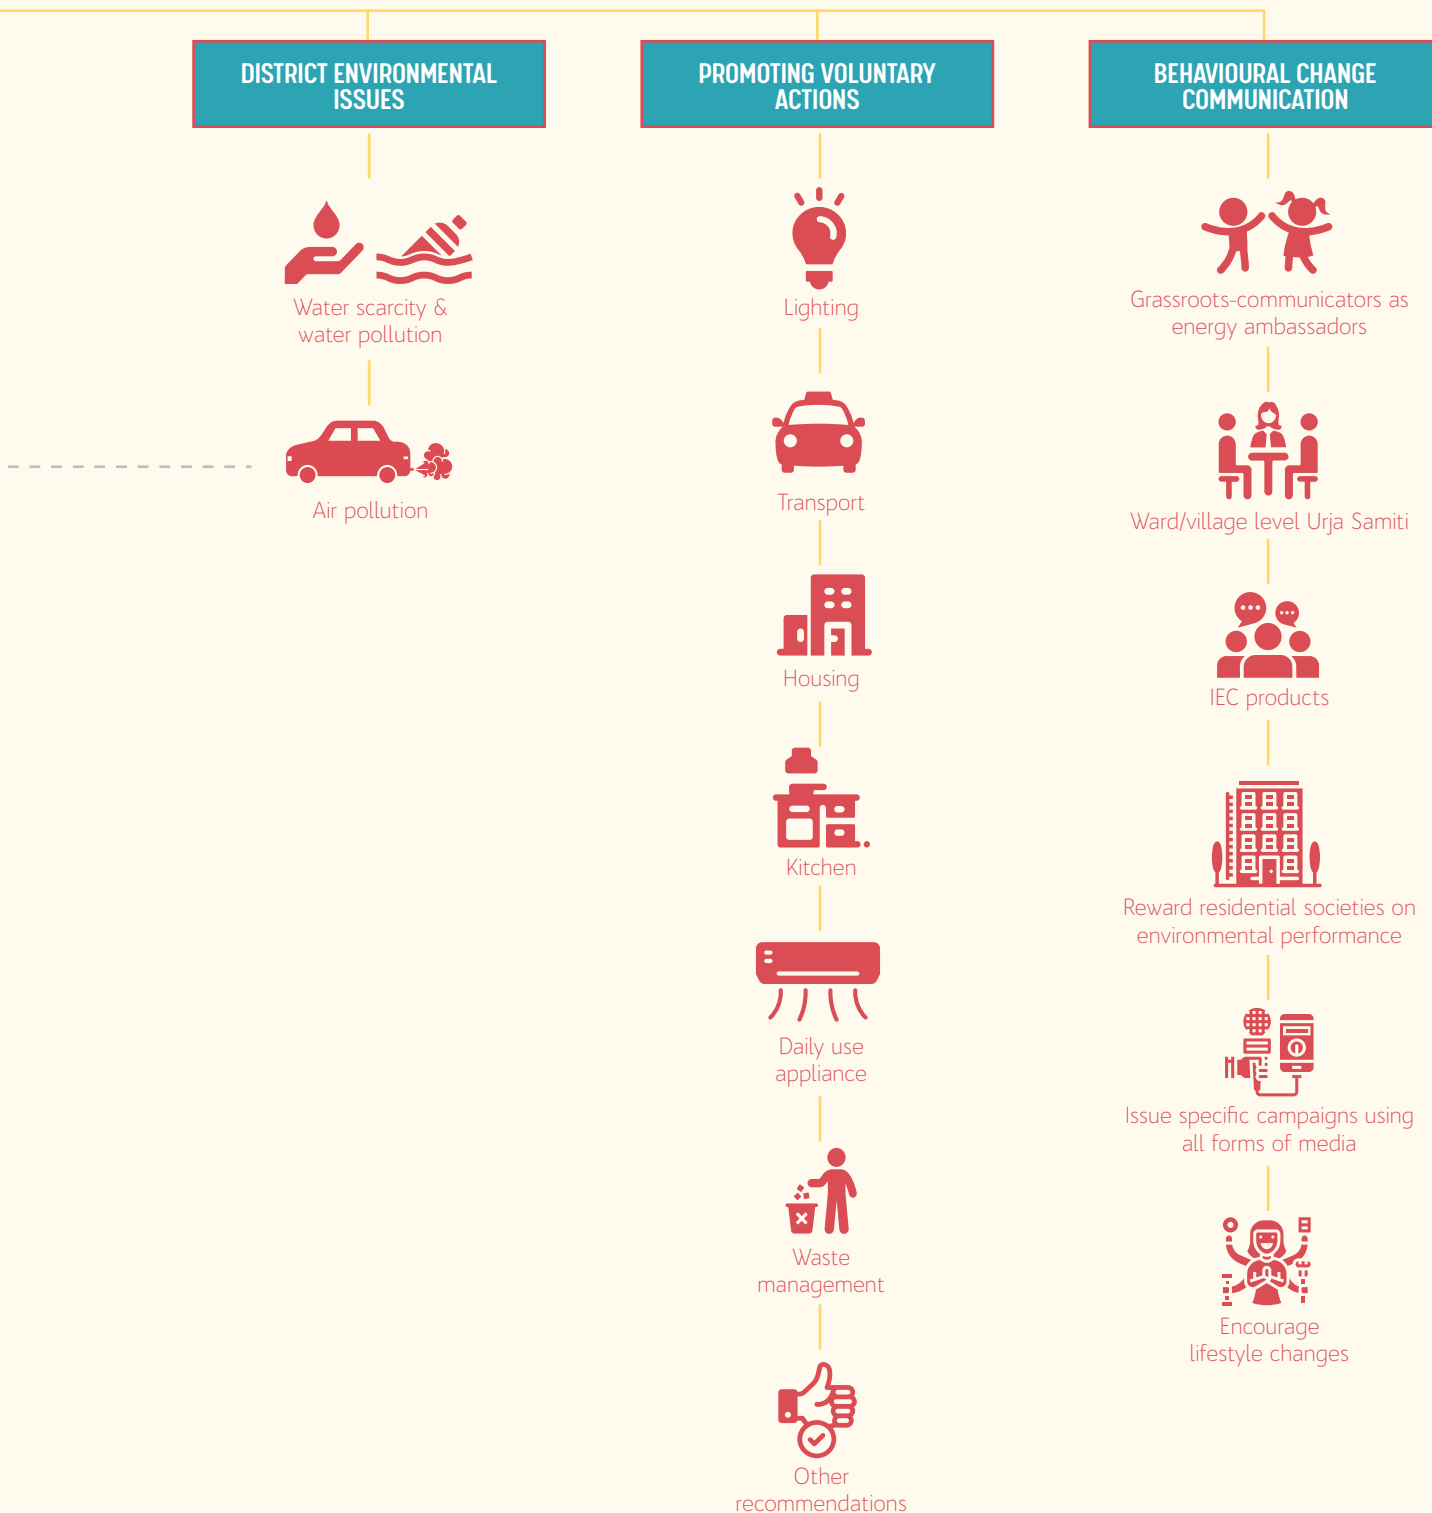 DISTRICT ENVIRONMENTAL
ISSUES
Water scarcity &
water pollution
Air pollution
PROMOTING VOLUNTARY
ACTIONS
Lighting
Transport
Housing
Kitchen
Daily use
appliance
Waste
management
Other
recommendations
BEHAVIOURAL CHANGE
COMMUNICATION
Grassroots-communicators as
energy ambassadors
Ward/village level Urja Samiti
IEC products
Reward residential societies on
environmental performance
Issue specific campaigns using
all forms of media
Encourage
lifestyle changes